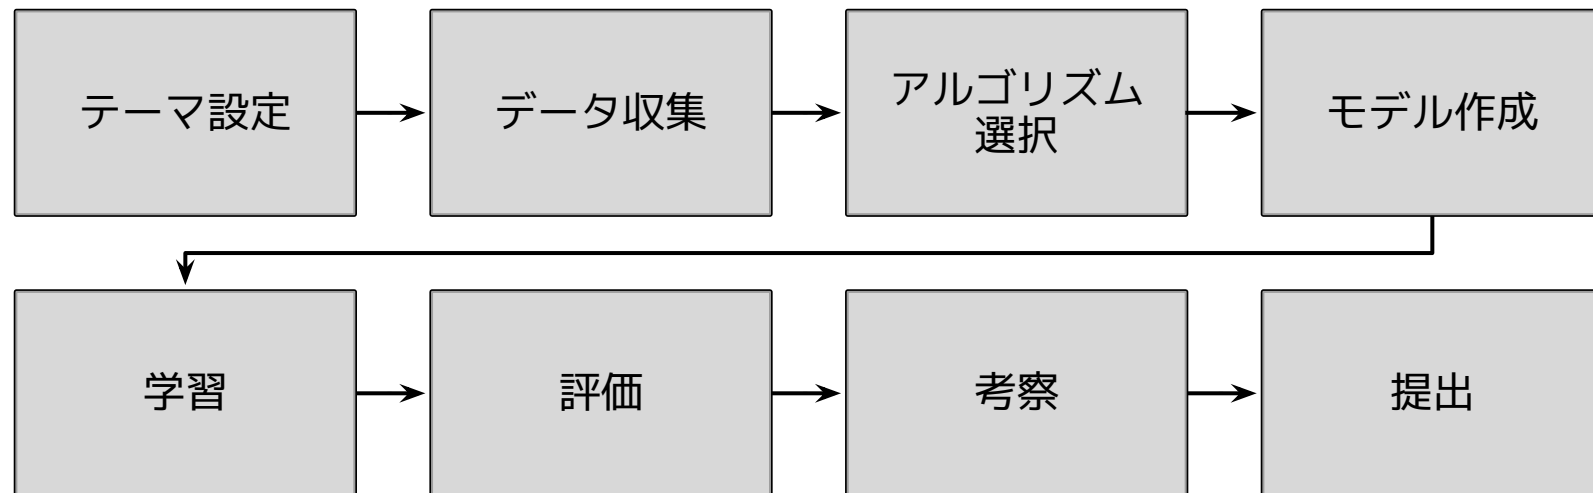 テーマ設定
データ収集
アルゴリズム
選択
モデル作成
学習
評価
考察
提出